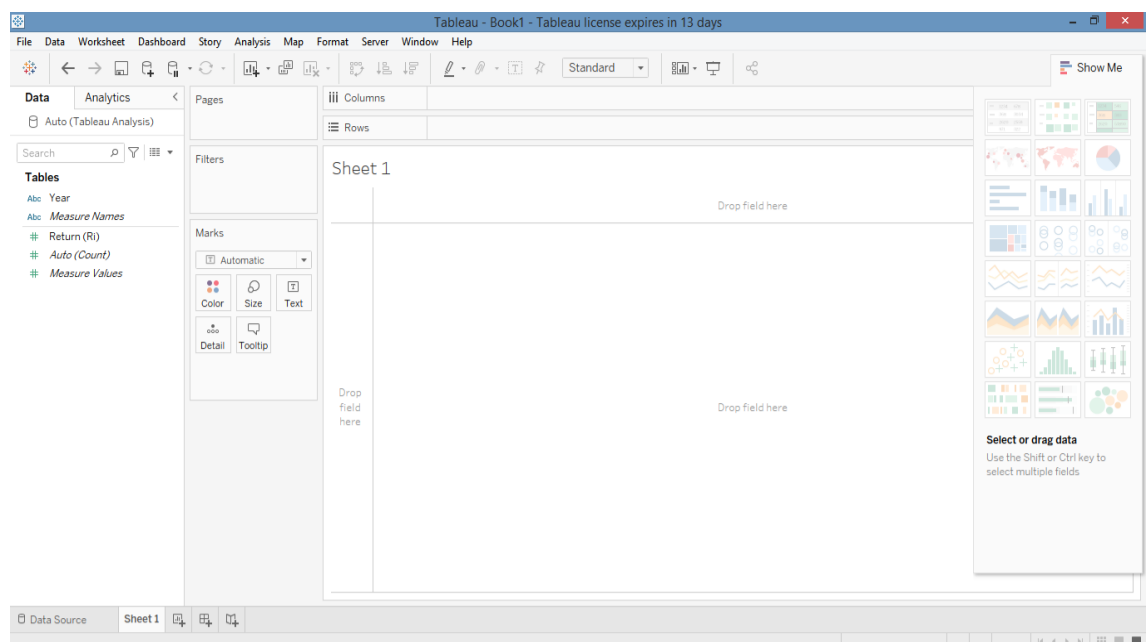 Tableau - Book1 - Tableau license expires in 13 days
File Data Worksheet Dashboard Story Analysis Map Format Server Window Help
Standard
Show Me
Data Analytics
Pages
Columns
Auto (Tableau Analysis)
Rows
Search
Filters
Sheet 1
Tables
Abc Year
Drop field here
Abc Measure Names
# Return (Ri)
Marks
# Auto (Count)
Automatic
# Measure Values
Color Size Text
Detail Tooltip
Drop
field
here
Drop field here
Select or drag data
Use the Shift or Ctrl key to
select multiple fields
Data Source Sheet 1